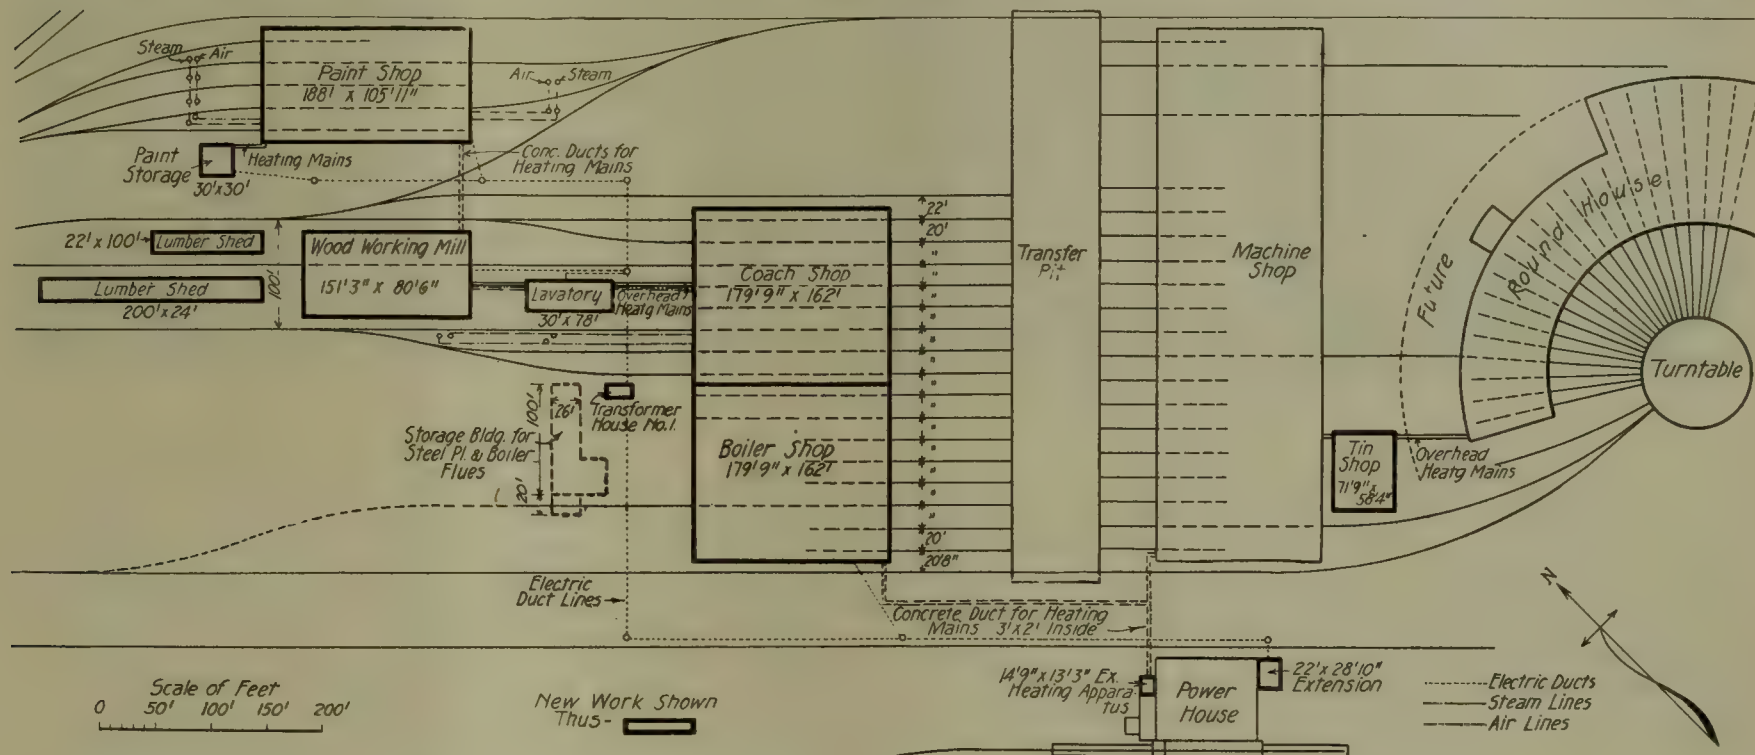 Steam
Air
Paint Shop
188' x 105'11"
Air
Steam
Paint
Storage
30'x30'
Heating Mains
Conc. Ducts for
Heating Mains
22' x 100'
Lumber Shed
Lumber Shed
200' x 24'
100'
Wood Working Mill
151'3" x 80'6"
Lavatory
30' x 78'
Overhead
Heatg Mains
Coach Shop
179'9" x 162'
22'
20'
"
"
"
"
"
"
"
"
"
"
"
"
"
20'
20'8"
Boiler Shop
179'9" x 162'
Transformer
House No.1.
100'
26'
20'
Storage Bldg. for
Steel Pl. & Boiler
Flues
Transfer
Pit
Machine
Shop
Future
Round House
Turntable
Tin
Shop
71'9" x
58'4"
Overhead
Heatg Mains
Electric
Duct Lines
Concrete Duct for Heating
Mains 3'x2' Inside
14'9" x 13'3" Ex.
Heating Appara-
tus
Power
House
22' x 28'10"
Extension
N
Electric Ducts
Steam Lines
Air Lines
Scale of Feet
0 50' 100' 150' 200'
New Work Shown
Thus-